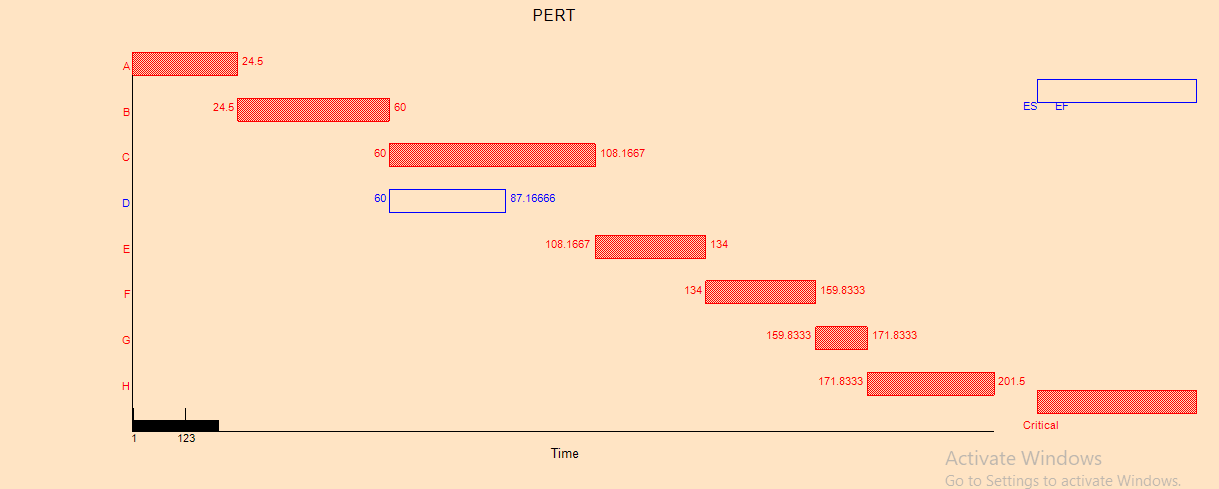 PERT
A 24.5
ES EF
B 24.5 60
C 60 108.1667
D 60 87.16666
E 108.1667 134
F 134 159.8333
G 159.8333 171.8333
H 171.8333 201.5
Critical
1 123
Time
Activate Windows
Go to Settings to activate Windows.